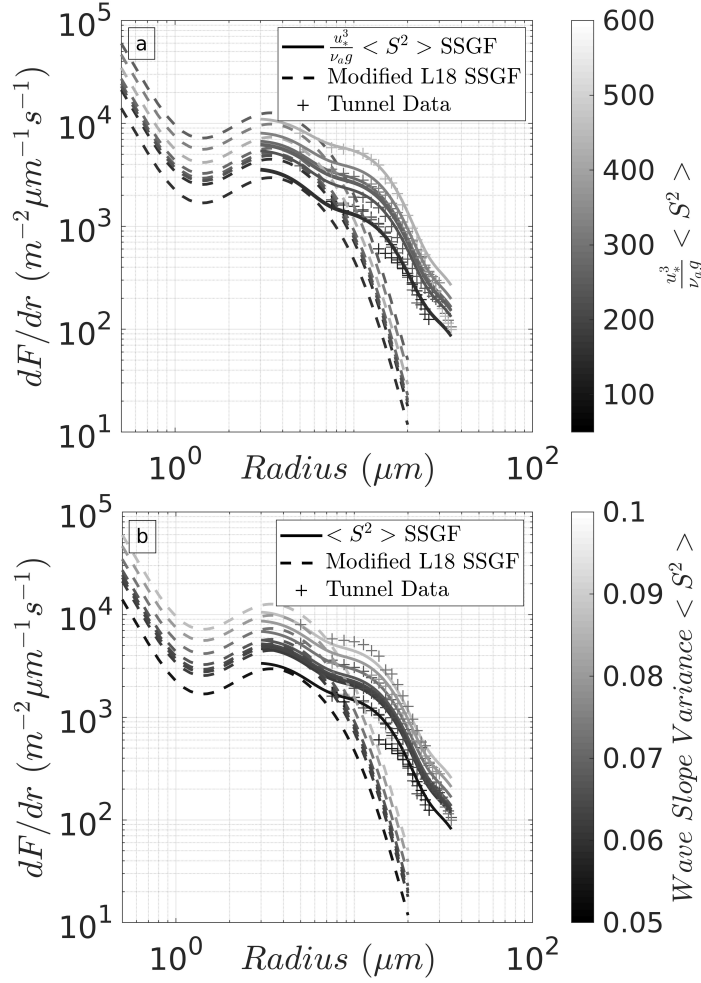 a
u_*^3/ν_a g < S^2 > SSGF
Modified L18 SSGF
Tunnel Data
10^5
10^4
10^3
10^2
10^1
dF/dr (m^−2 μm^−1 s^−1)
10^0
10^2
Radius (μm)
600
500
400
300
200
100
u_*^3/ν_a g < S^2 >
b
< S^2 > SSGF
Modified L18 SSGF
Tunnel Data
10^5
10^4
10^3
10^2
10^1
dF/dr (m^−2 μm^−1 s^−1)
10^0
10^2
Radius (μm)
0.1
0.09
0.08
0.07
0.06
0.05
Wave Slope Variance < S^2 >